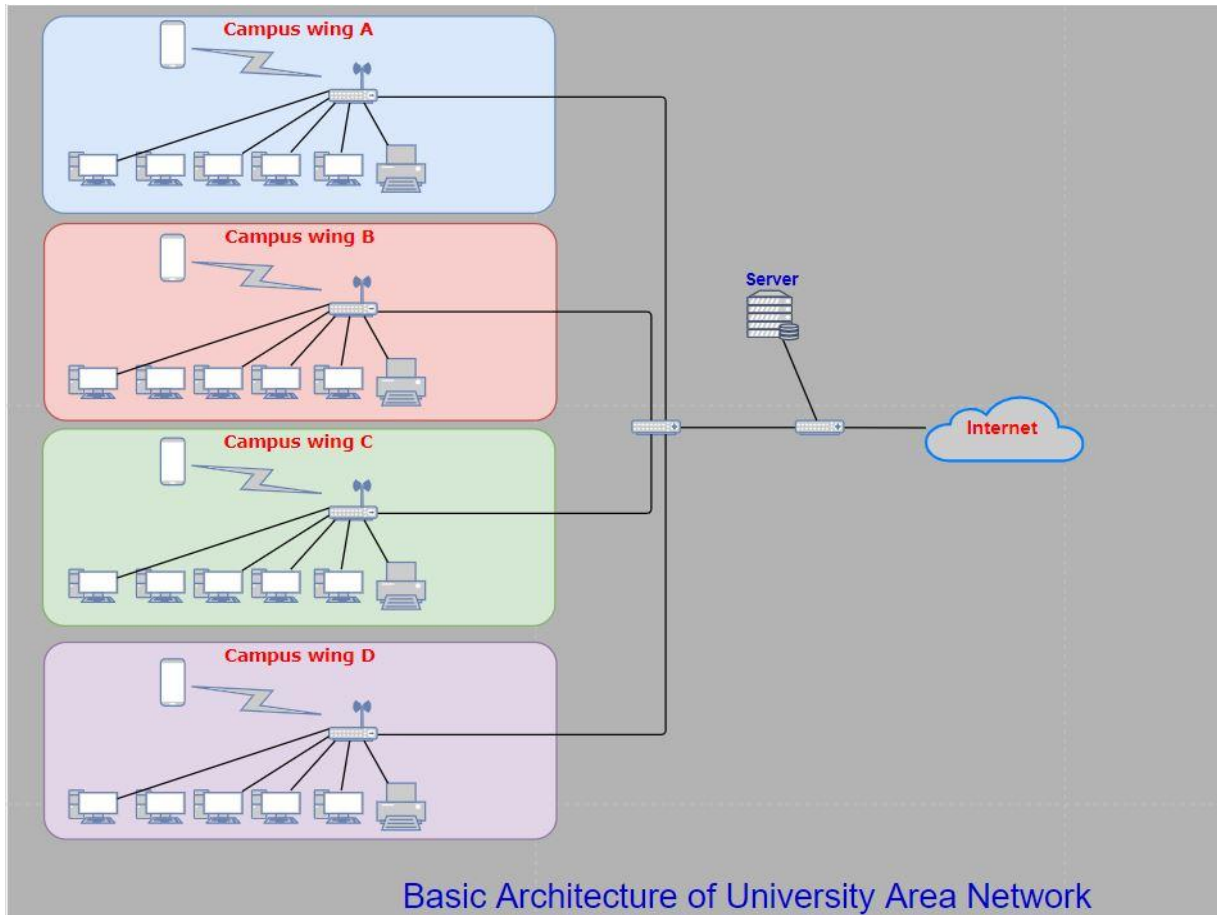 Campus wing A
Campus wing B
Server
Internet
Campus wing C
Campus wing D
Basic Architecture of University Area Network